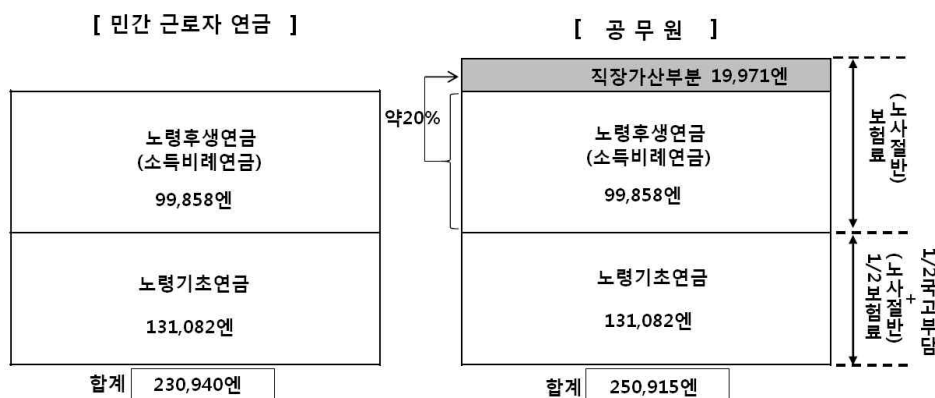 [ 민간 근로자 연금 ]
노령후생연금
(소득비례연금)
99,858엔
노령기초연금
131,082엔
합계 230,940엔
[ 공 무 원 ]
직장가산부분 19,971엔
약20%
노령후생연금
(소득비례연금)
99,858엔
노령기초연금
131,082엔
합계 250,915엔
보험료
(노사절반)
1/2보험료
(노사절반)
+
1/2국고부담